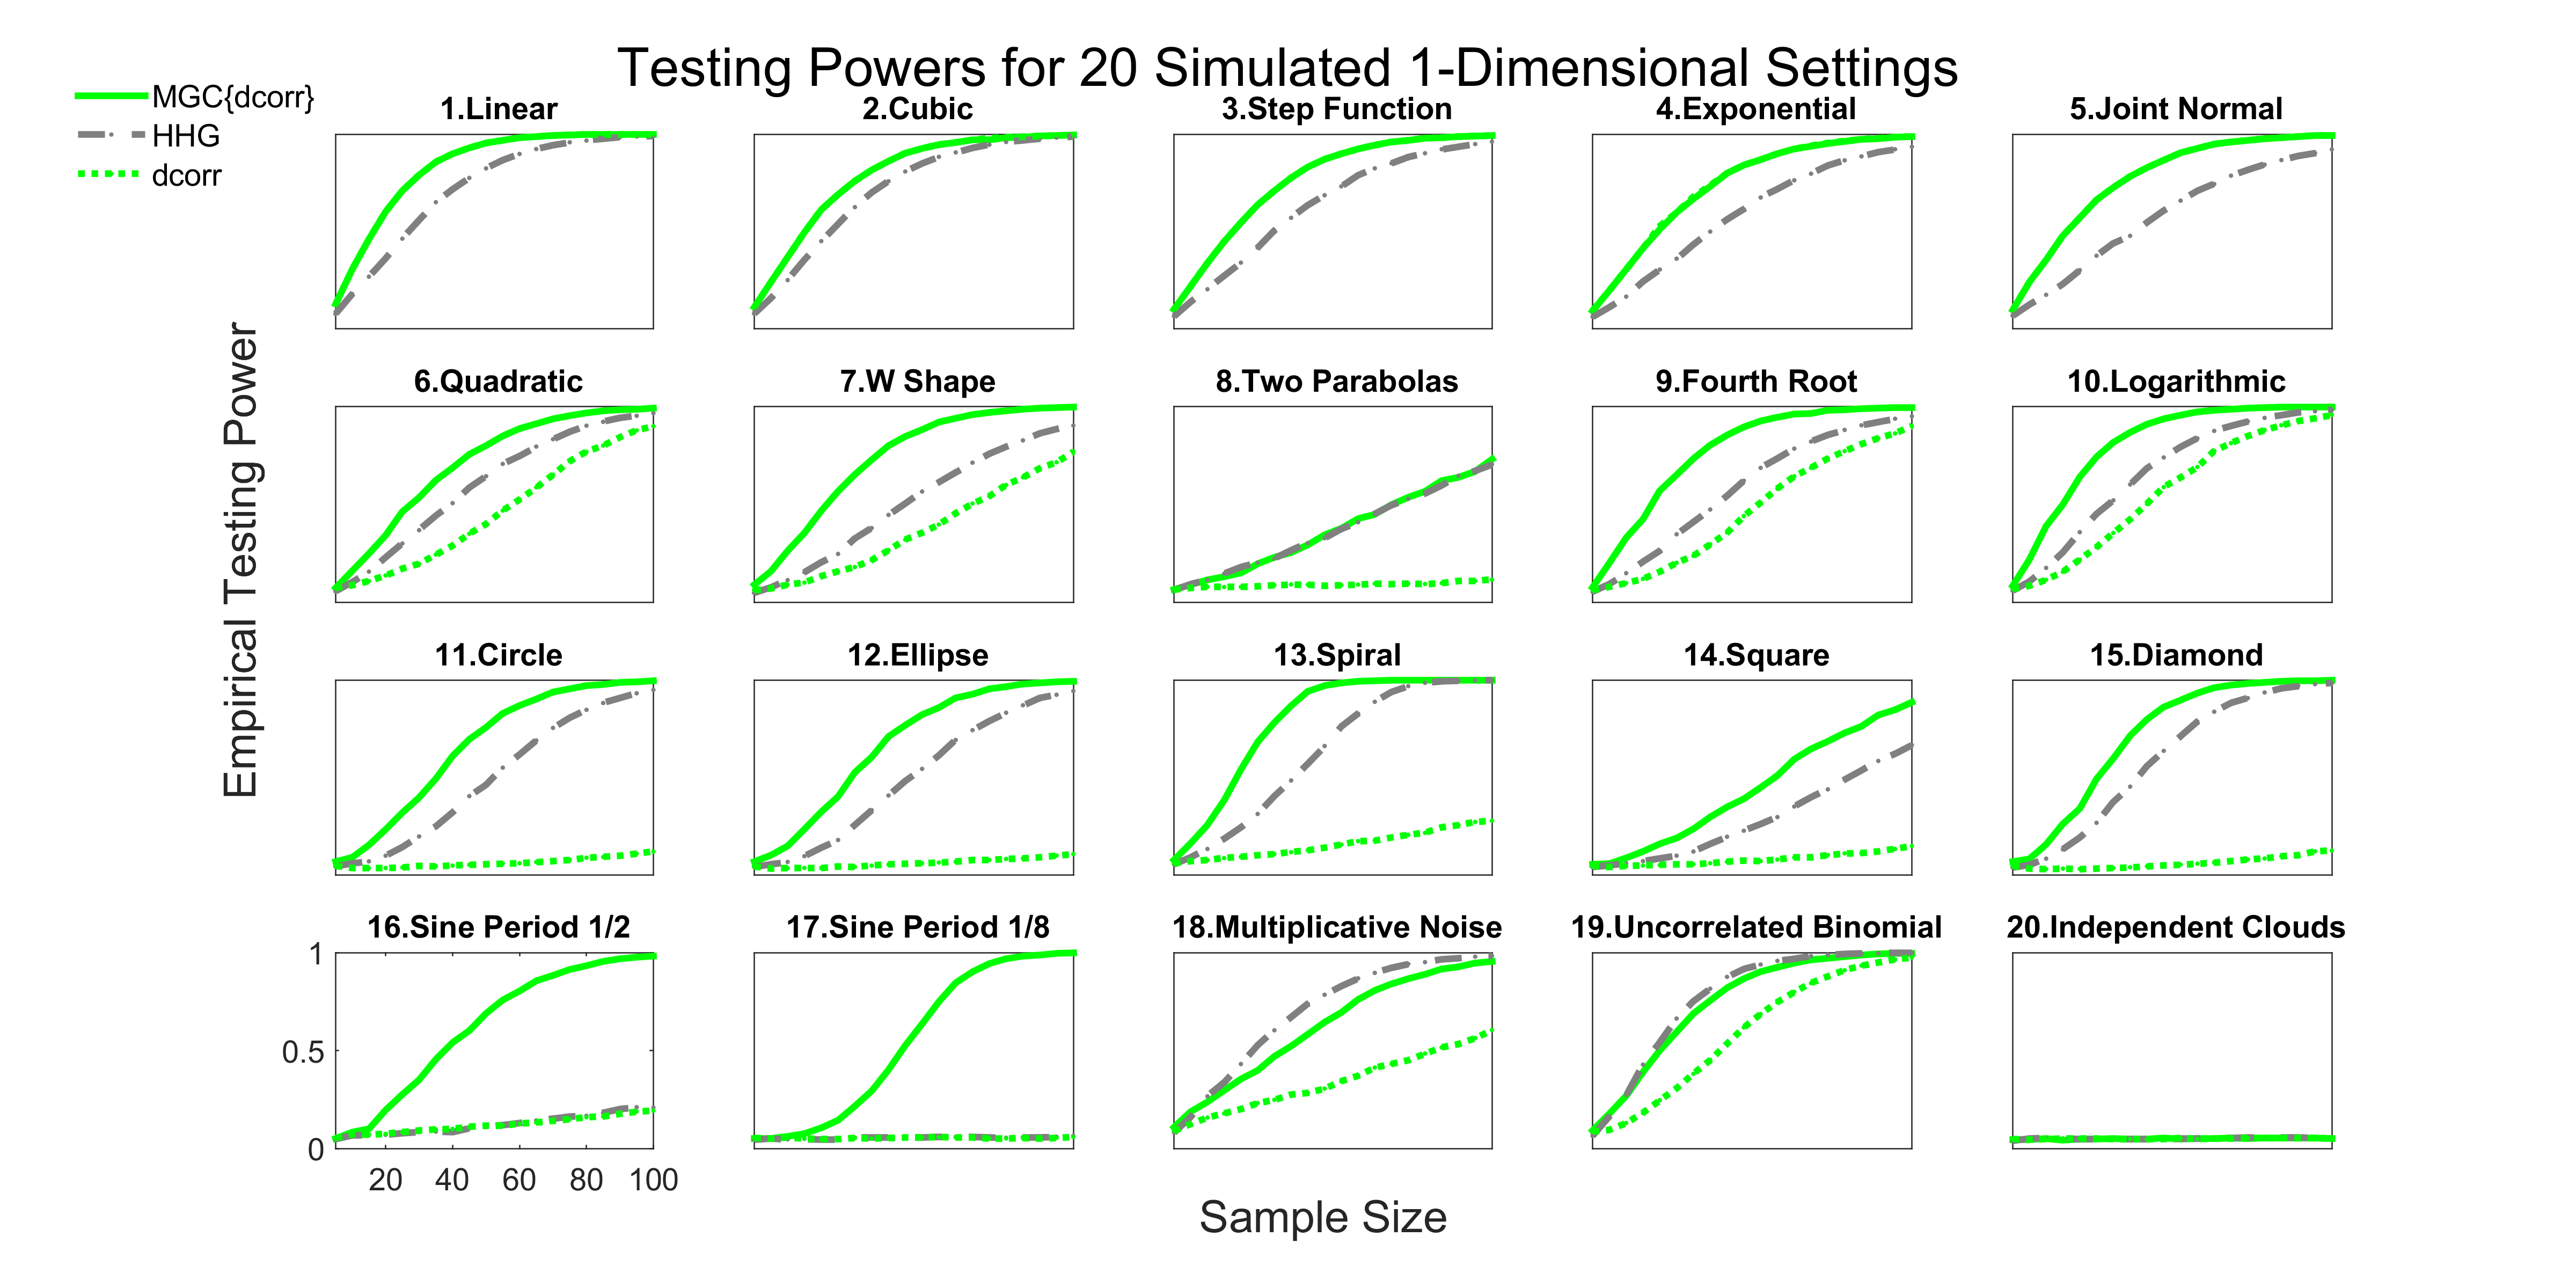 Testing Powers for 20 Simulated 1-Dimensional Settings
MGC{dcorr}
HHG
dcorr
1.Linear
2.Cubic
3.Step Function
4.Exponential
5.Joint Normal
6.Quadratic
7.W Shape
8.Two Parabolas
9.Fourth Root
10.Logarithmic
Empirical Testing Power
11.Circle
12.Ellipse
13.Spiral
14.Square
15.Diamond
16.Sine Period 1/2
17.Sine Period 1/8
18.Multiplicative Noise
19.Uncorrelated Binomial
20.Independent Clouds
1
0.5
0
20 40 60 80 100
Sample Size